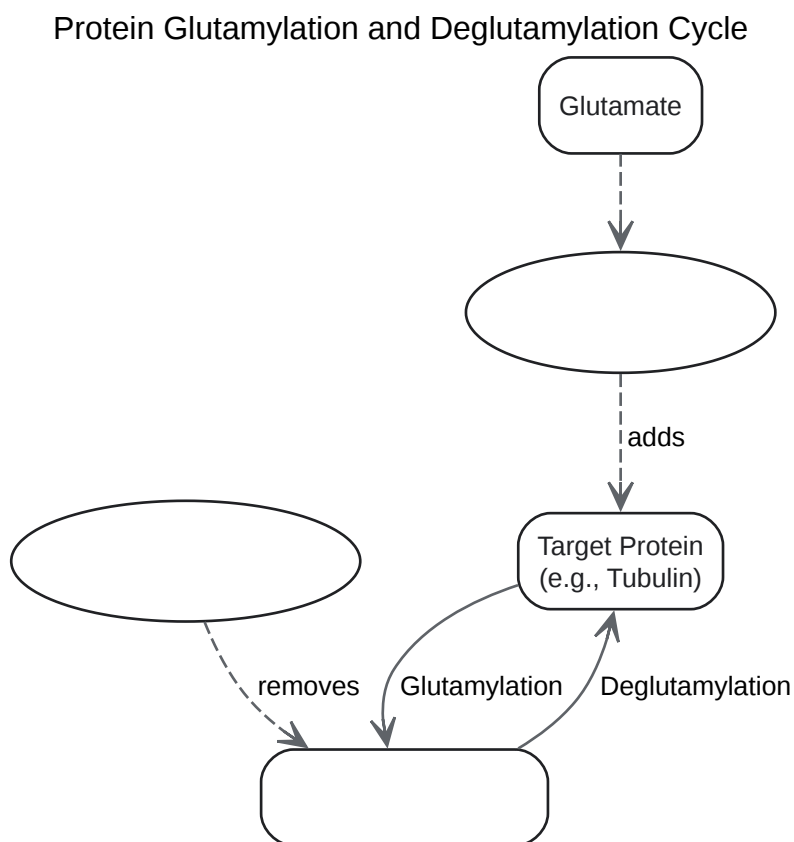 Protein Glutamylation and Deglutamylation Cycle
Glutamate
adds
Target Protein
(e.g., Tubulin)
removes
Glutamylation
Deglutamylation